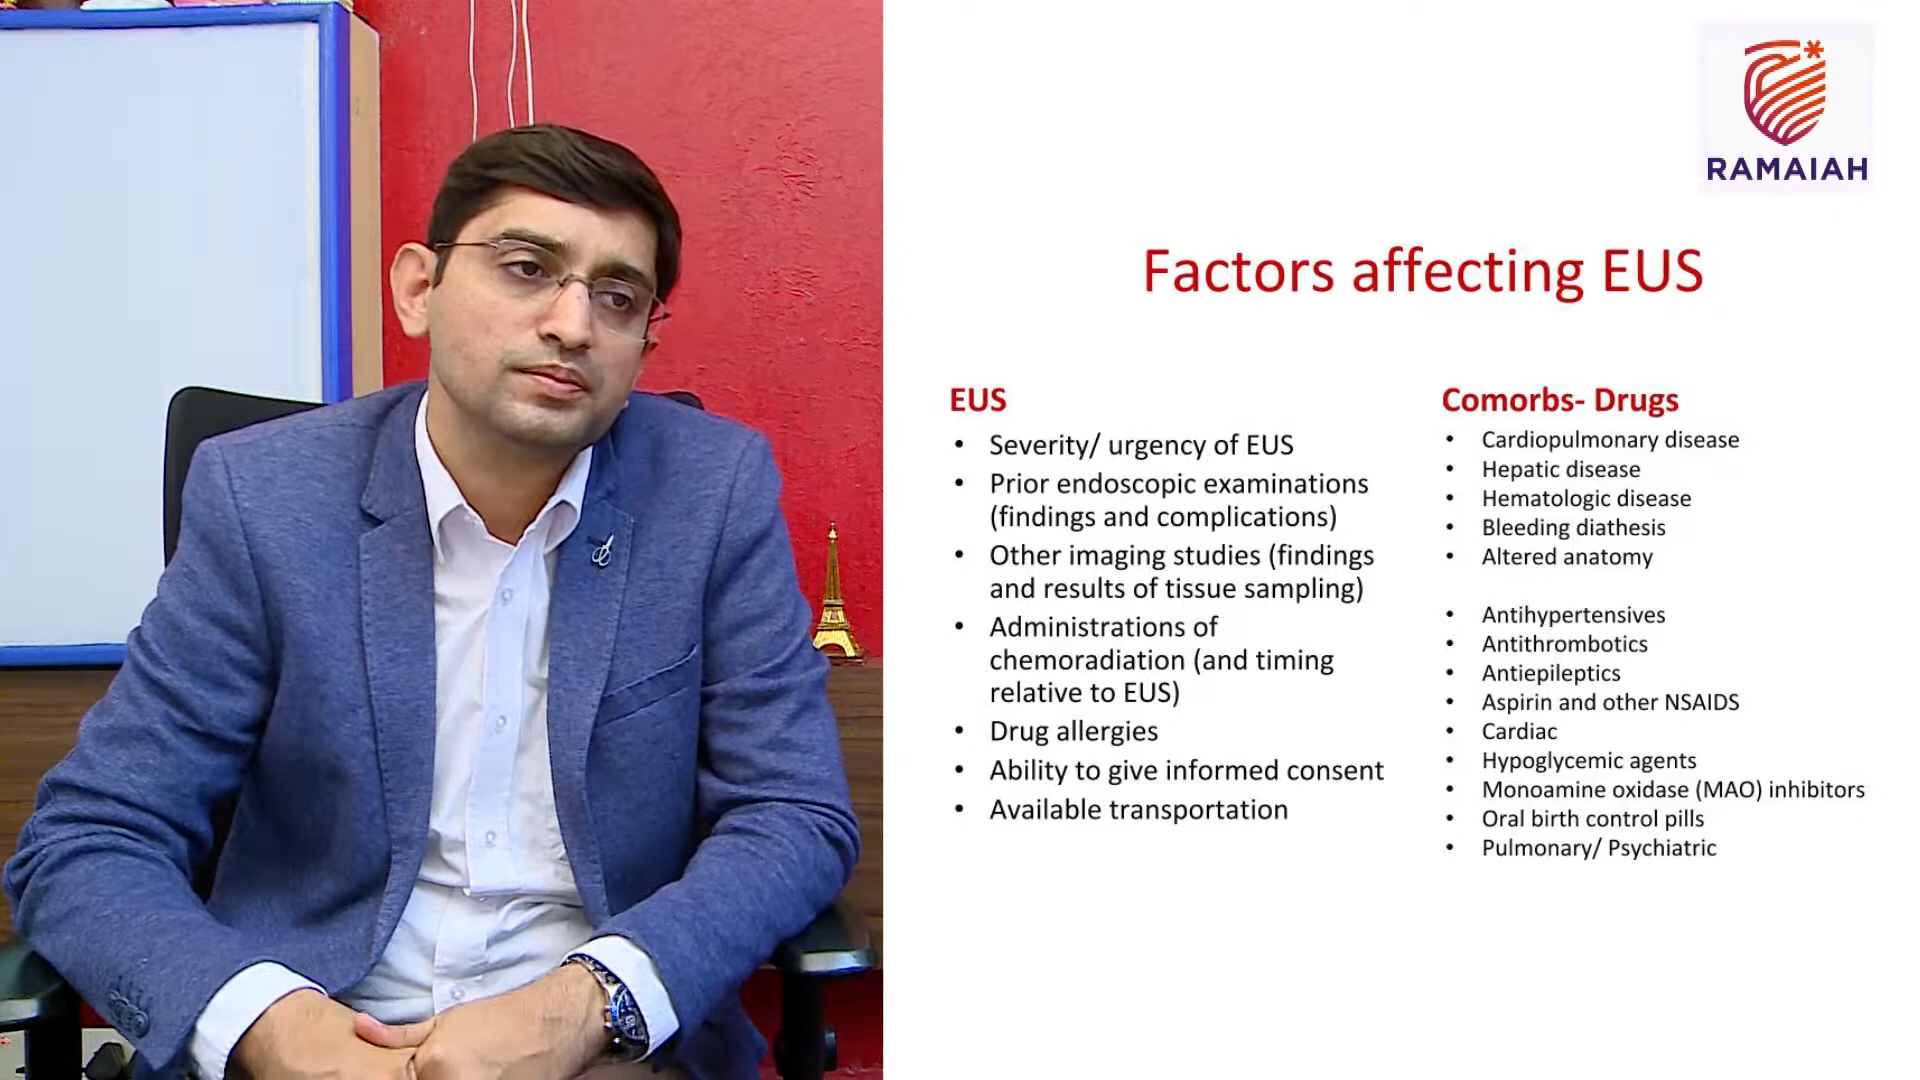 RAMAIAH
Factors affecting EUS
EUS
• Severity/ urgency of EUS
• Prior endoscopic examinations
(findings and complications)
• Other imaging studies (findings
and results of tissue sampling)
• Administrations of
chemoradiation (and timing
relative to EUS)
• Drug allergies
• Ability to give informed consent
• Available transportation
Comorbs- Drugs
• Cardiopulmonary disease
• Hepatic disease
• Hematologic disease
• Bleeding diathesis
• Altered anatomy
• Antihypertensives
• Antithrombotics
• Antiepileptics
• Aspirin and other NSAIDS
• Cardiac
• Hypoglycemic agents
• Monoamine oxidase (MAO) inhibitors
• Oral birth control pills
• Pulmonary/ Psychiatric